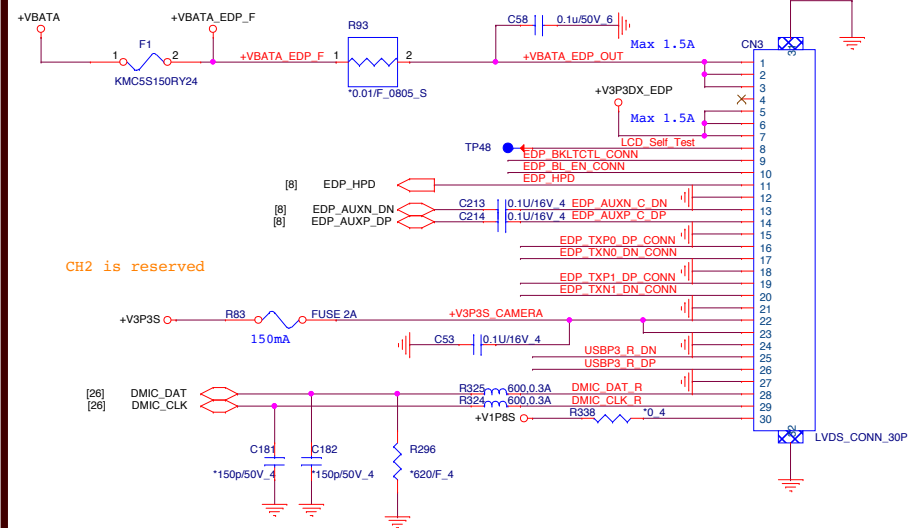 +VBATA
+VBATA_EDP_F
F1
1
2
KMC5S150RY24
+VBATA_EDP_F
R93
1
2
*0.01/F_0805_S
C58
0.1u/50V_6
Max 1.5A
+VBATA_EDP_OUT
CN3
+V3P3DX_EDP
Max 1.5A
TP48
LCD_Self_Test
EDP_BKLTCTL_CONN
EDP_BL_EN_CONN
EDP_HPD
[8]
EDP_HPD
[8]
EDP_AUXN_DN
C213
0.1U/16V_4
EDP_AUXN_C_DN
[8]
EDP_AUXP_DP
C214
0.1U/16V_4
EDP_AUXP_C_DP
EDP_TXP0_DP_CONN
EDP_TXN0_DN_CONN
CH2 is reserved
EDP_TXP1_DP_CONN
EDP_TXN1_DN_CONN
+V3P3S
R83
FUSE 2A
+V3P3S_CAMERA
150mA
C53
0.1U/16V_4
USBP3_R_DN
USBP3_R_DP
[26]
DMIC_DAT
R325
600,0.3A
DMIC_DAT_R
[26]
DMIC_CLK
R324
600,0.3A
DMIC_CLK_R
+V1P8S
R338
*0_4
C181
*150p/50V_4
C182
*150p/50V_4
R296
*620/F_4
1
2
3
4
5
6
7
8
9
10
11
12
13
14
15
16
17
18
19
20
21
22
23
24
25
26
27
28
29
30
32
LVDS_CONN_30P